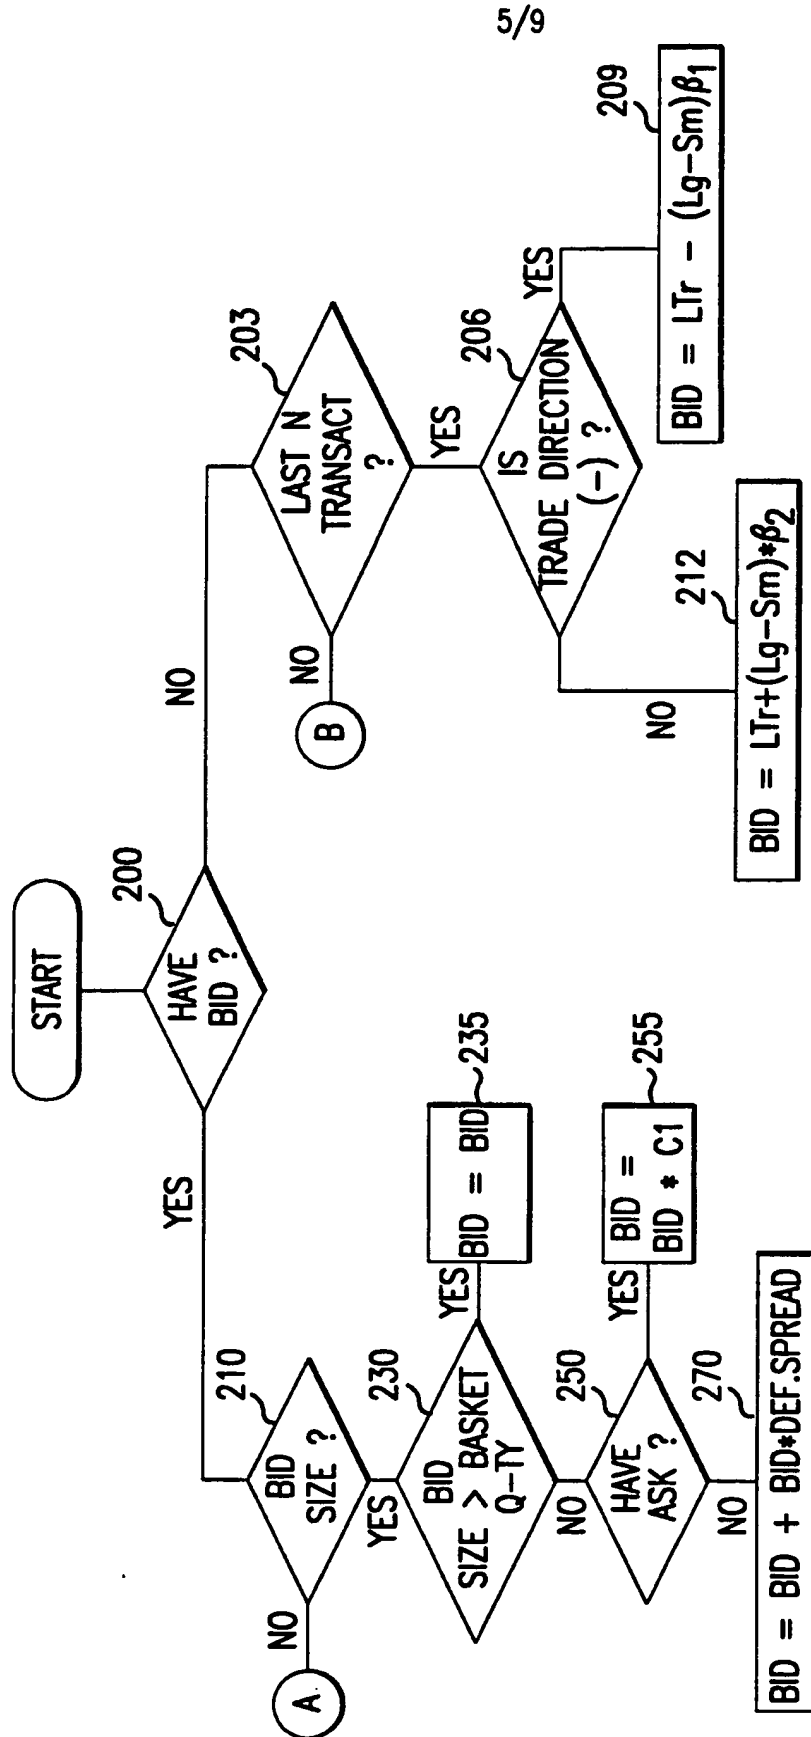 5/9
START
HAVE
BID ?
200
YES
NO
BID
SIZE ?
210
NO
A
YES
BID
SIZE > BASKET
Q-TY
230
YES
BID = BID
235
NO
HAVE
ASK ?
250
YES
BID =
BID * C1
255
NO
BID = BID + BID*DEF.SPREAD
270
LAST N
TRANSACT
?
203
NO
B
YES
IS
TRADE DIRECTION
(-) ?
206
YES
BID = LTr - (Lg-Sm)β1
209
NO
BID = LTr+(Lg-Sm)*β2
212